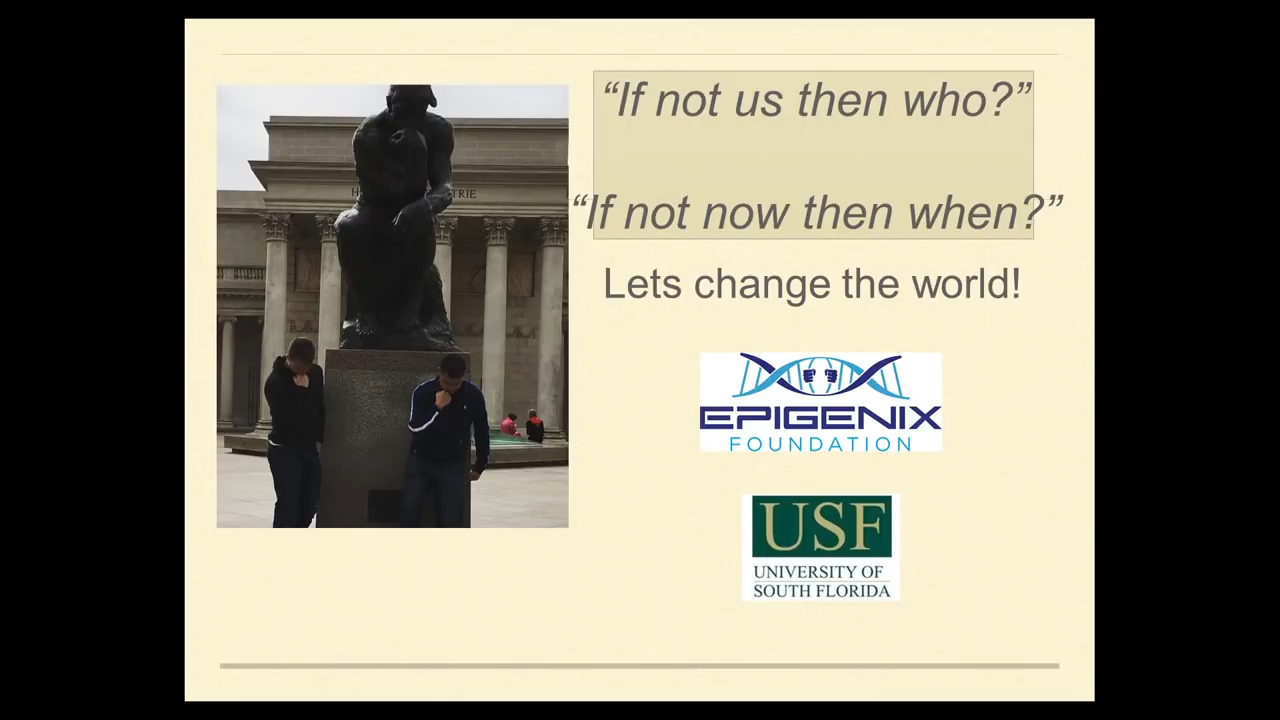 “If not us then who?”
“If not now then when?”
Lets change the world!
EPIGENIX
FOUNDATION
USF
UNIVERSITY OF
SOUTH FLORIDA